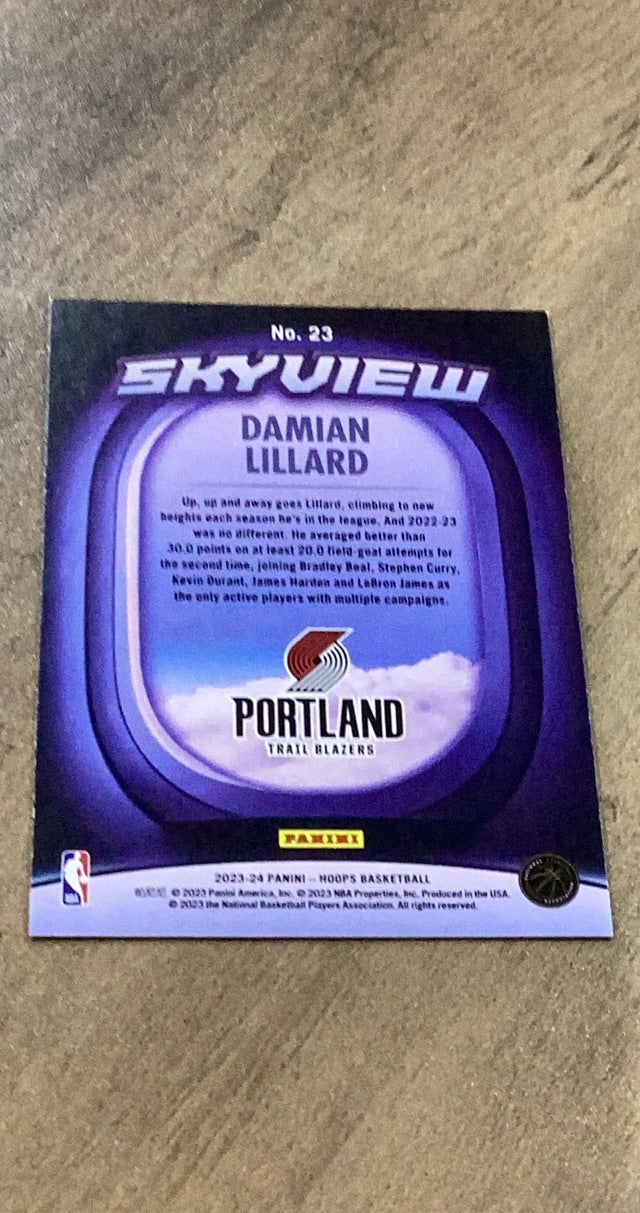 No. 23
SKYVIEW
DAMIAN
LILLARD
Up, up and away goes Lillard, climbing to new
heights each season he's in the league. And 2022-23
was no different. He averaged better than
30.0 points on at least 20.0 field-goal attempts for
the second time, joining Bradley Beal, Stephen Curry,
Kevin Durant, James Harden and LeBron James as
the only active players with multiple campaigns.
PORTLAND
TRAIL BLAZERS
PANINI
2023-24 PANINI – HOOPS BASKETBALL
© 2023 Panini America, Inc. © 2023 NBA Properties, Inc. Produced in the USA.
© 2023 the National Basketball Players Association. All rights reserved.
NBA